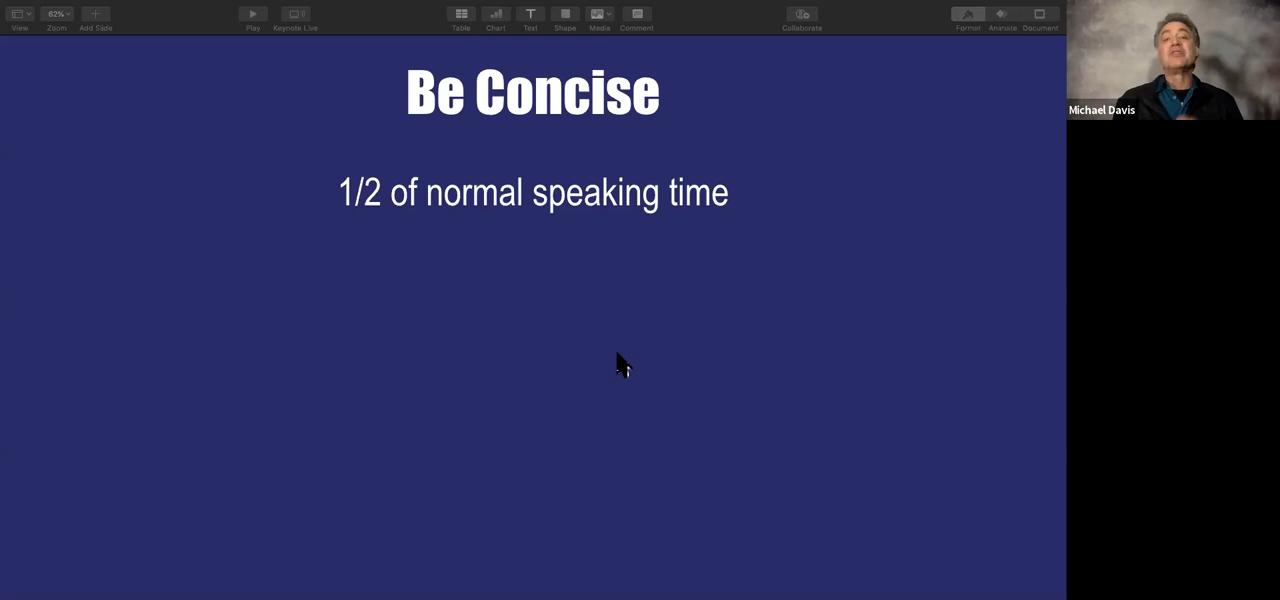 62%
View Zoom Add Slide Play Keynote Live Table Chart Text Shape Media Comment Collaborate Format Animate Document
Michael Davis
Be Concise
1/2 of normal speaking time